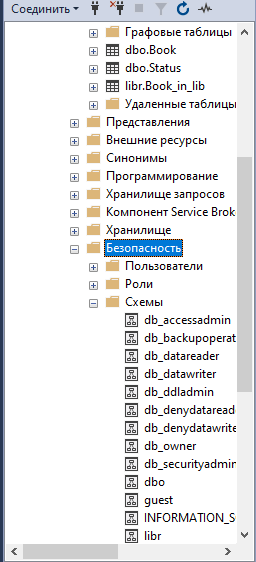 Соединить
Графовые таблицы
dbo.Book
dbo.Status
libr.Book_in_lib
Удаленные таблицы
Представления
Внешние ресурсы
Синонимы
Программирование
Хранилище запросов
Компонент Service Brok
Хранилище
Безопасность
Пользователи
Роли
Схемы
db_accessadmin
db_backupoperat
db_datareader
db_datawriter
db_ddladmin
db_denydataread
db_denydatawrite
db_owner
db_securityadmin
dbo
guest
INFORMATION_S
libr